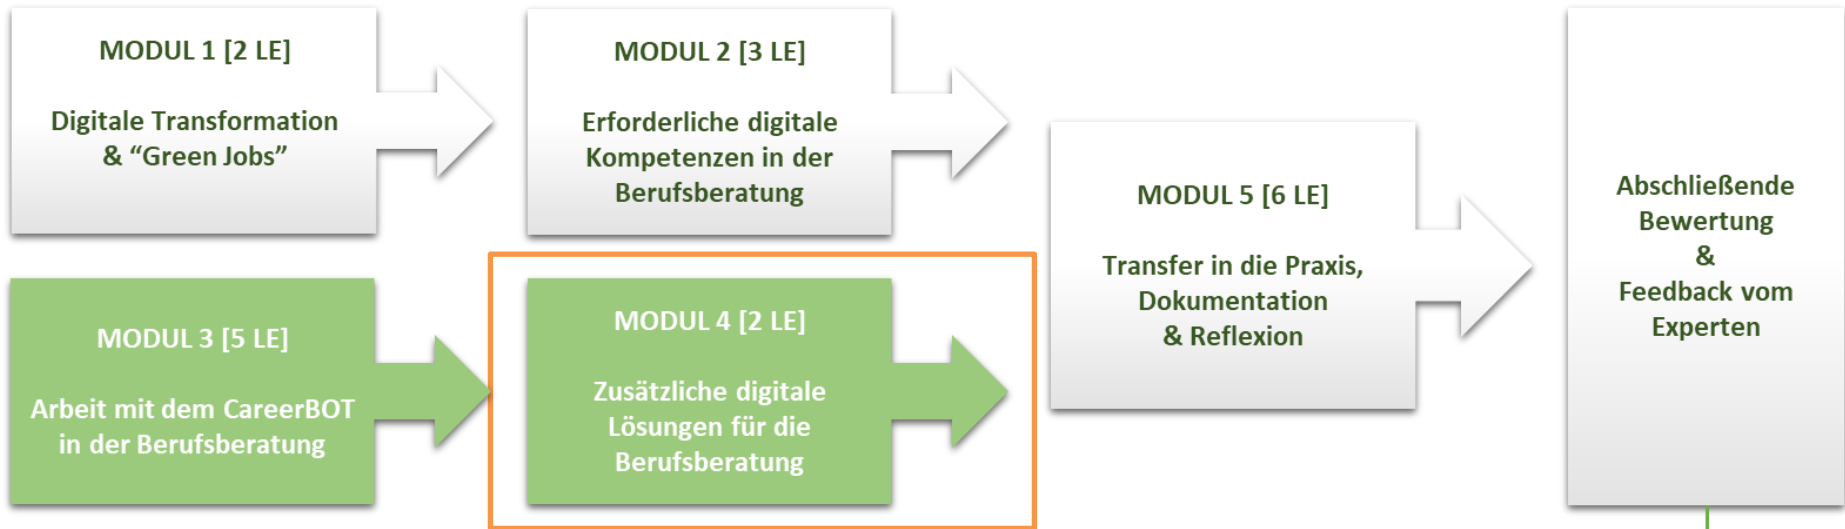 MODUL 1 [2 LE]
Digitale Transformation
& “Green Jobs”
MODUL 2 [3 LE]
Erforderliche digitale
Kompetenzen in der
Berufsberatung
MODUL 3 [5 LE]
Arbeit mit dem CareerBOT
in der Berufsberatung
MODUL 4 [2 LE]
Zusätzliche digitale
Lösungen für die
Berufsberatung
MODUL 5 [6 LE]
Transfer in die Praxis,
Dokumentation
& Reflexion
Abschließende
Bewertung
&
Feedback vom
Experten